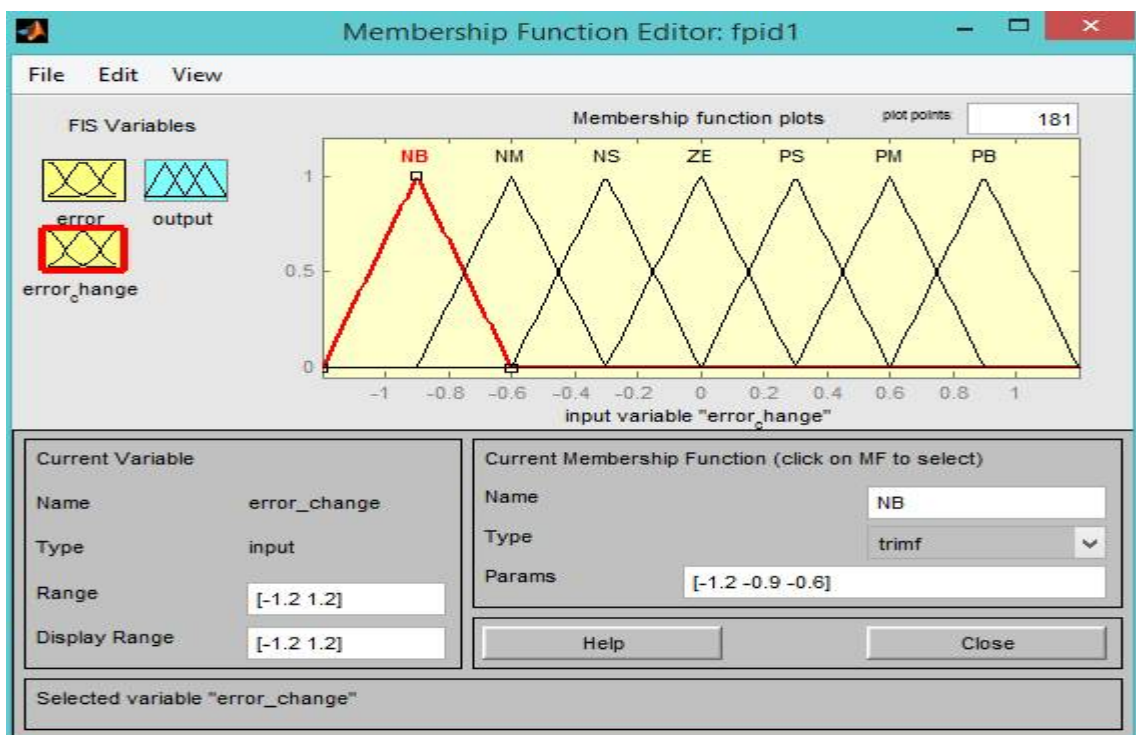 Membership Function Editor: fpid1
File Edit View
FIS Variables
error
output
error_change
Membership function plots
plot points:
181
NB NM NS ZE PS PM PB
1
0.5
0
-1 -0.8 -0.6 -0.4 -0.2 0 0.2 0.4 0.6 0.8 1
input variable "error_change"
Current Variable
Name error_change
Type input
Range [-1.2 1.2]
Display Range [-1.2 1.2]
Current Membership Function (click on MF to select)
Name NB
Type trimf
Params [-1.2 -0.9 -0.6]
Help Close
Selected variable "error_change"